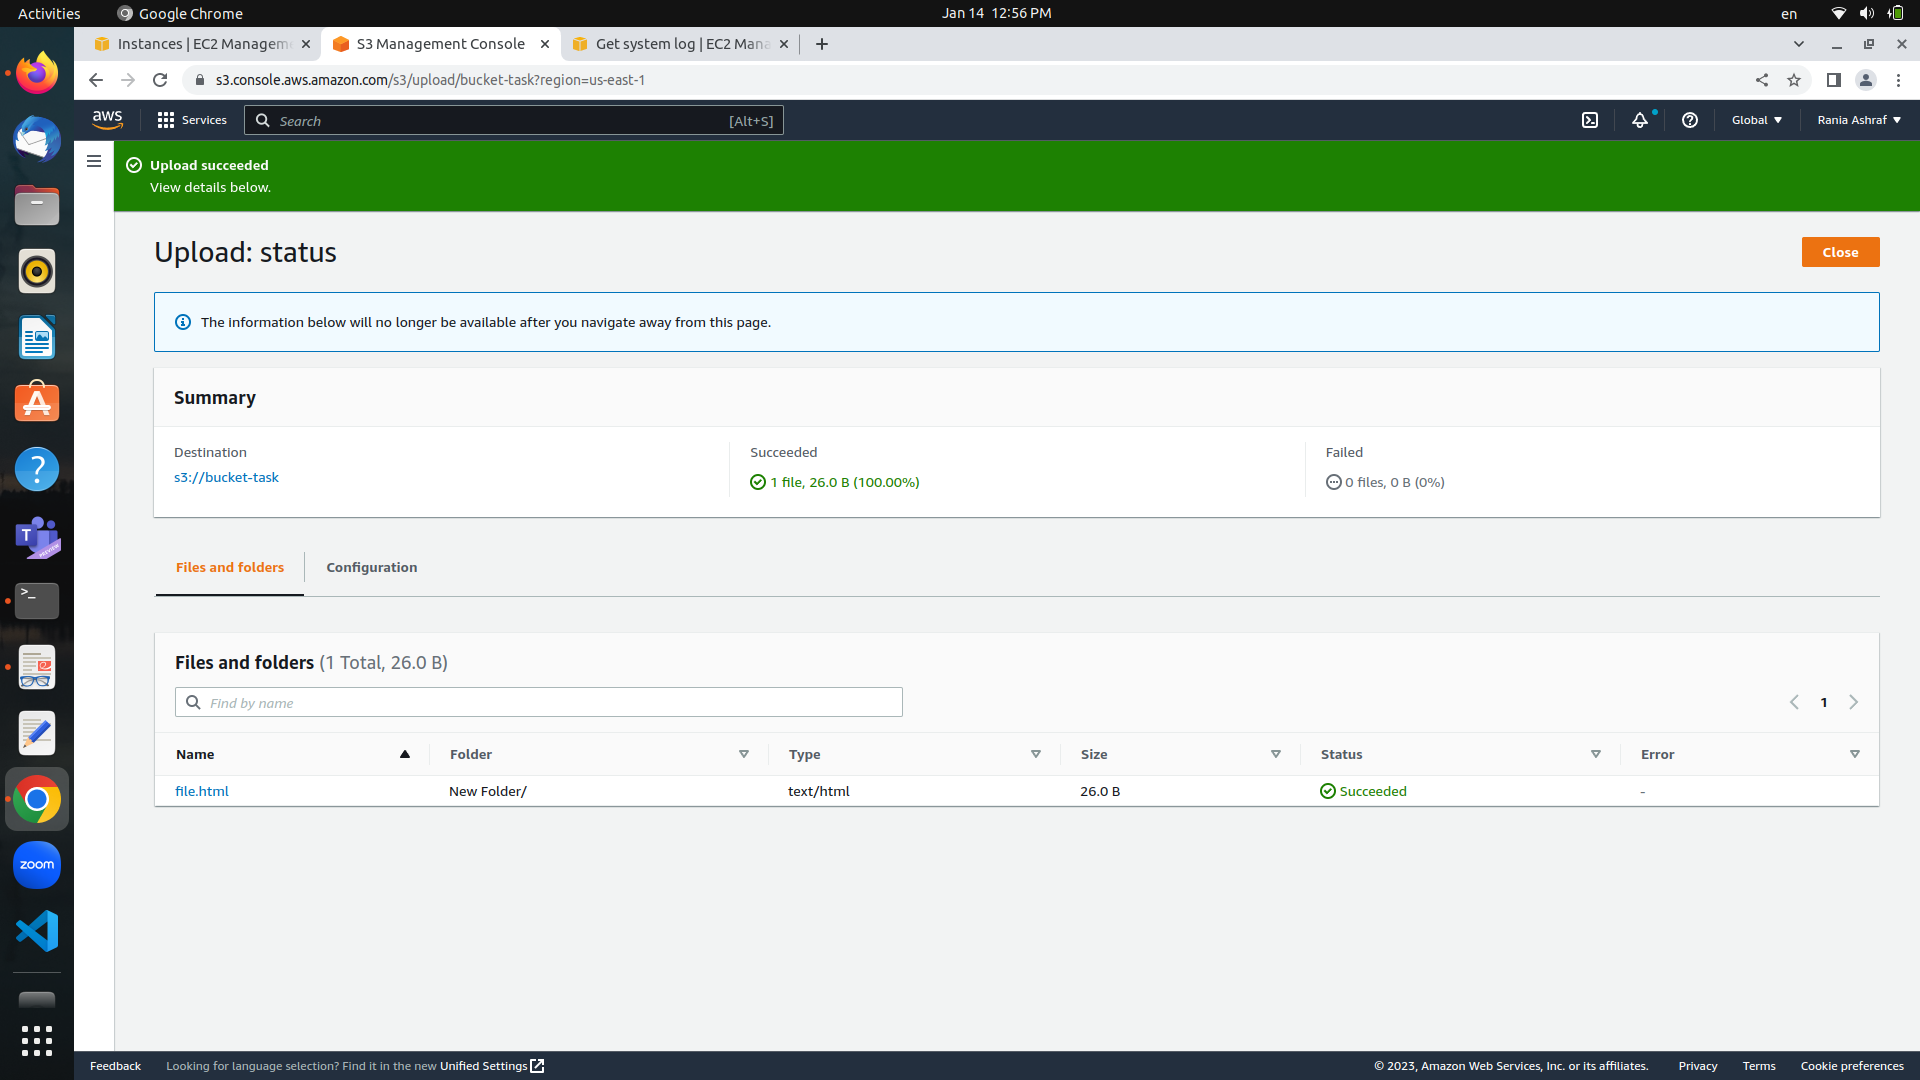 Activities Google Chrome Jan 14 12:56 PM en
Instances | EC2 Managem S3 Management Console Get system log | EC2 Mana
s3.console.aws.amazon.com/s3/upload/bucket-task?region=us-east-1
aws Services Search [Alt+S] Global Rania Ashraf
Upload succeeded
View details below.
Upload: status Close
The information below will no longer be available after you navigate away from this page.
Summary
Destination Succeeded Failed
s3://bucket-task 1 file, 26.0 B (100.00%) 0 files, 0 B (0%)
Files and folders Configuration
Files and folders (1 Total, 26.0 B)
Find by name 1
Name Folder Type Size Status Error
file.html New Folder/ text/html 26.0 B Succeeded -
zoom
Feedback Looking for language selection? Find it in the new Unified Settings © 2023, Amazon Web Services, Inc. or its affiliates. Privacy Terms Cookie preferences